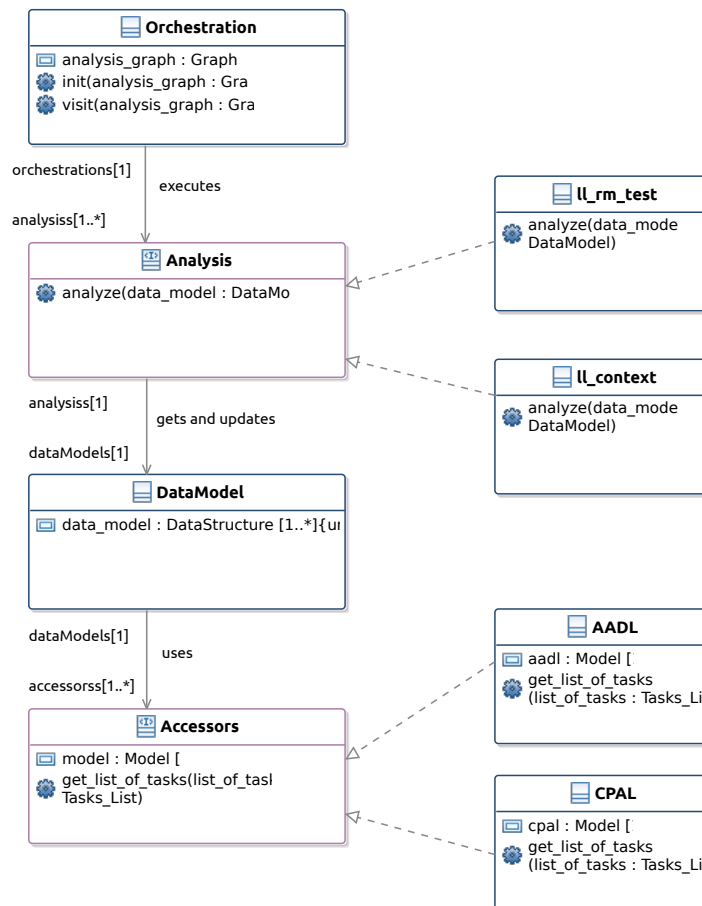 Orchestration
analysis_graph : Graph
init(analysis_graph : Gra
visit(analysis_graph : Gra
orchestrations[1]
executes
analysiss[1..*]
Analysis
analyze(data_model : DataMo
analysiss[1]
gets and updates
dataModels[1]
DataModel
data_model : DataStructure [1..*]{un
dataModels[1]
uses
accessorss[1..*]
Accessors
model : Model [
get_list_of_tasks(list_of_tasl
Tasks_List)
ll_rm_test
analyze(data_mode
DataModel)
ll_context
analyze(data_mode
DataModel)
AADL
aadl : Model [
get_list_of_tasks
(list_of_tasks : Tasks_Li
CPAL
cpal : Model [
get_list_of_tasks
(list_of_tasks : Tasks_Li